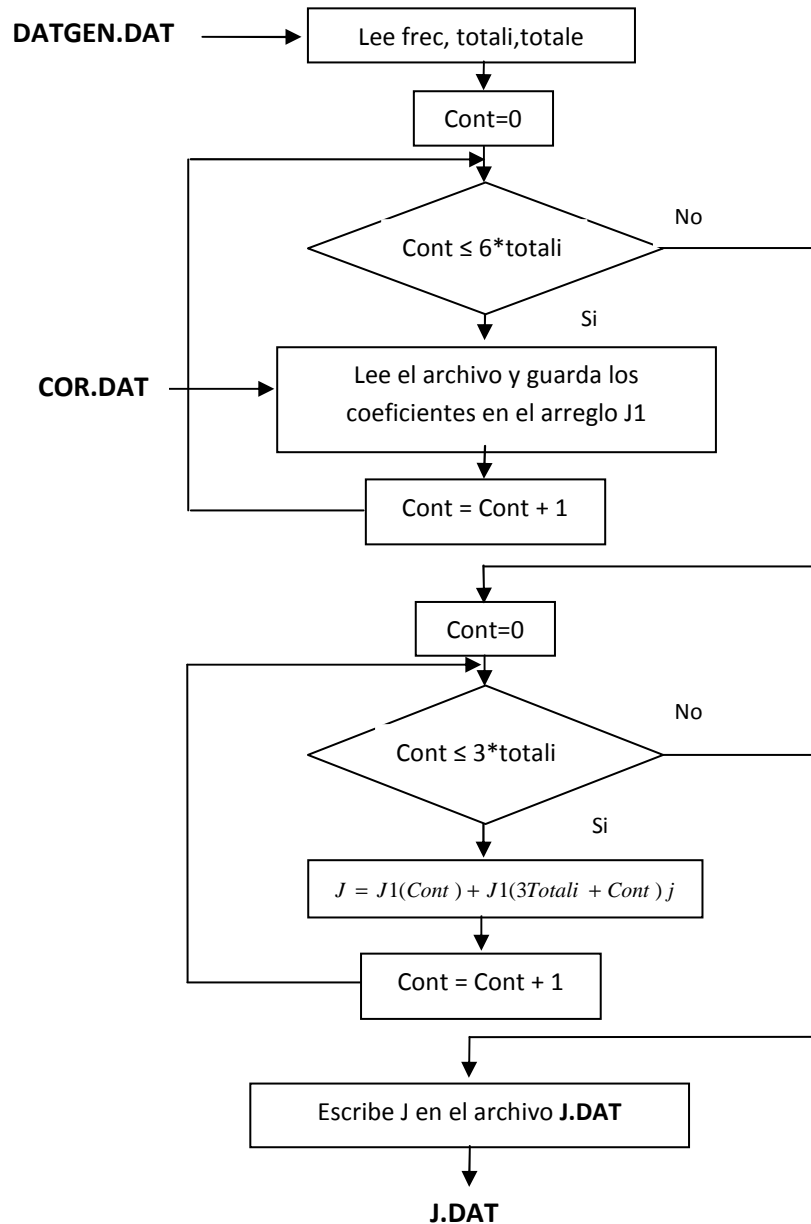 DATGEN.DAT
Lee frec, totali,totale
Cont=0
No
Cont ≤ 6*totali
Si
COR.DAT
Lee el archivo y guarda los
coeficientes en el arreglo J1
Cont = Cont + 1
Cont=0
No
Cont ≤ 3*totali
Si
J = J1(Cont) + J1(3Totali + Cont) j
Cont = Cont + 1
Escribe J en el archivo J.DAT
J.DAT